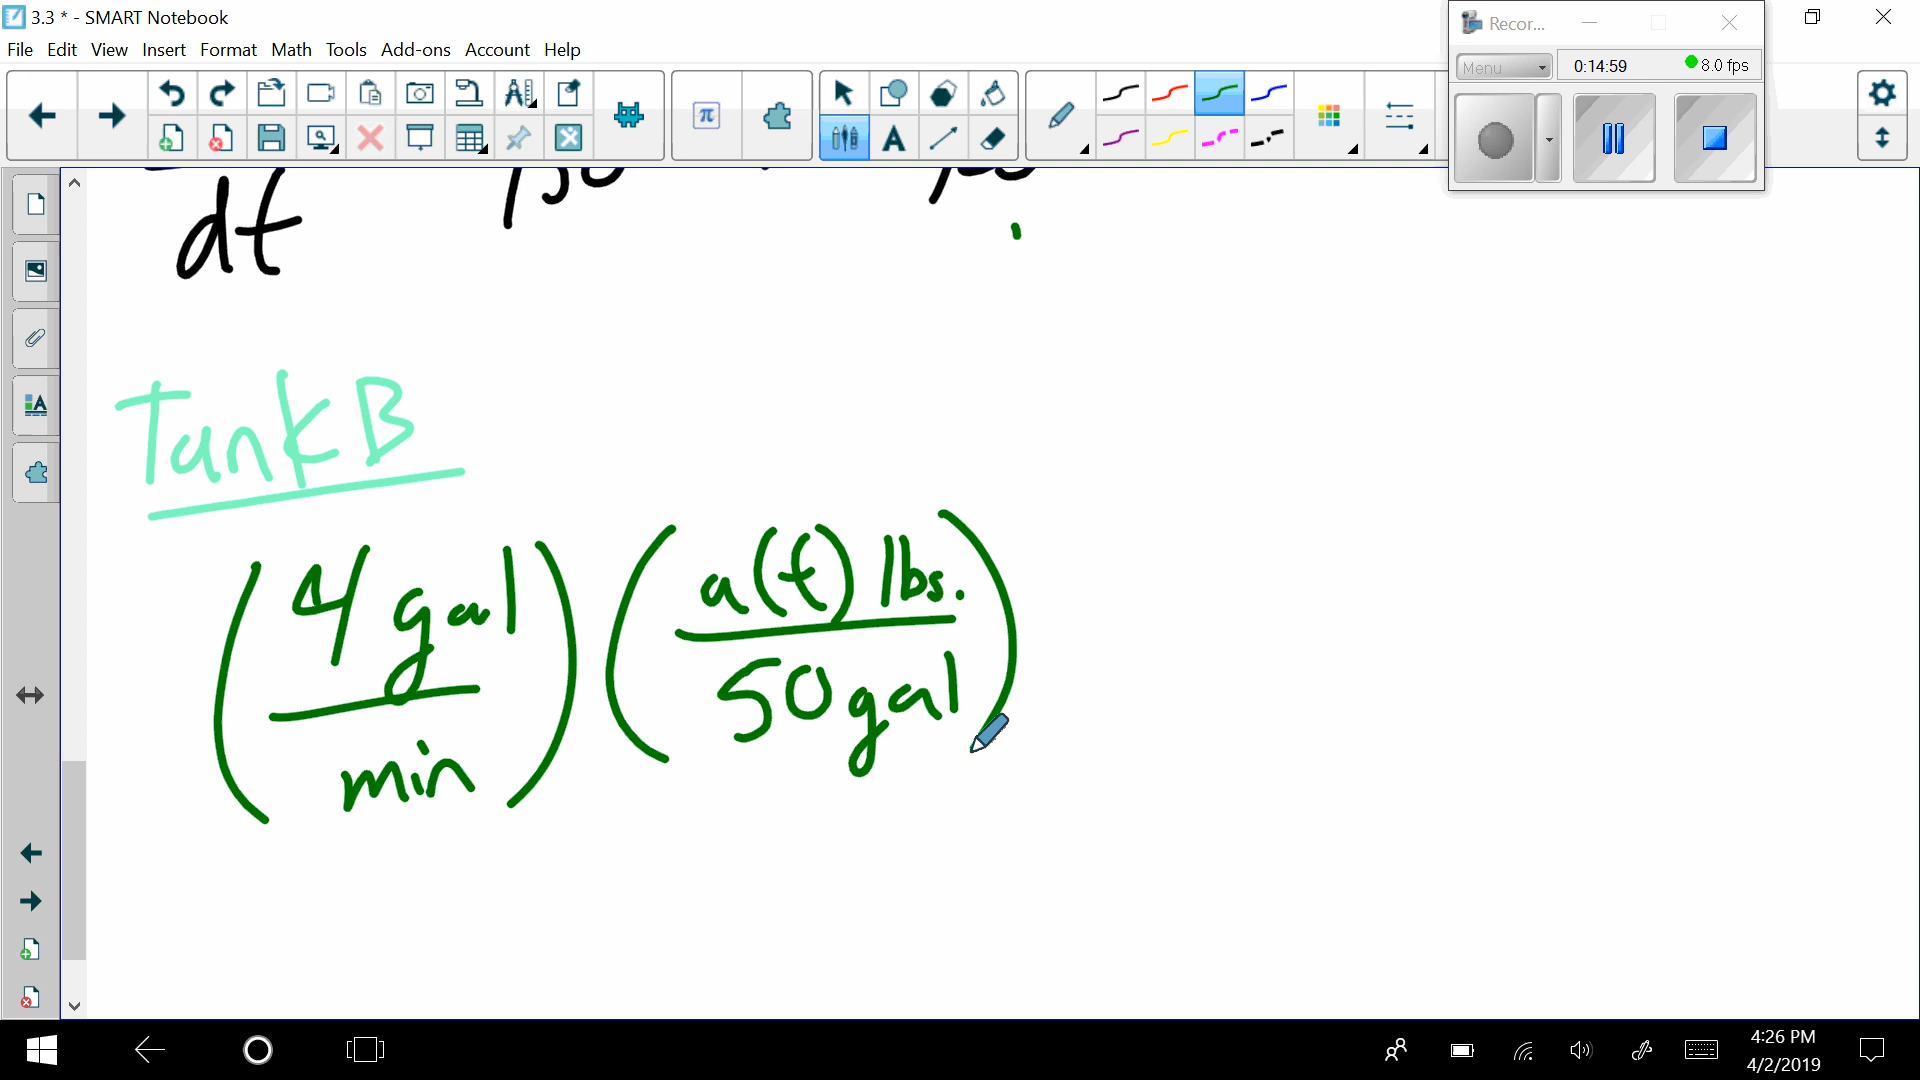 3.3 * - SMART Notebook
File Edit View Insert Format Math Tools Add-ons Account Help
Recor...
Menu
0:14:59
8.0 fps
π
A
A
dt
Tank B
(4 gal / min) (a(t) lbs. / 50 gal)
4:26 PM
4/2/2019